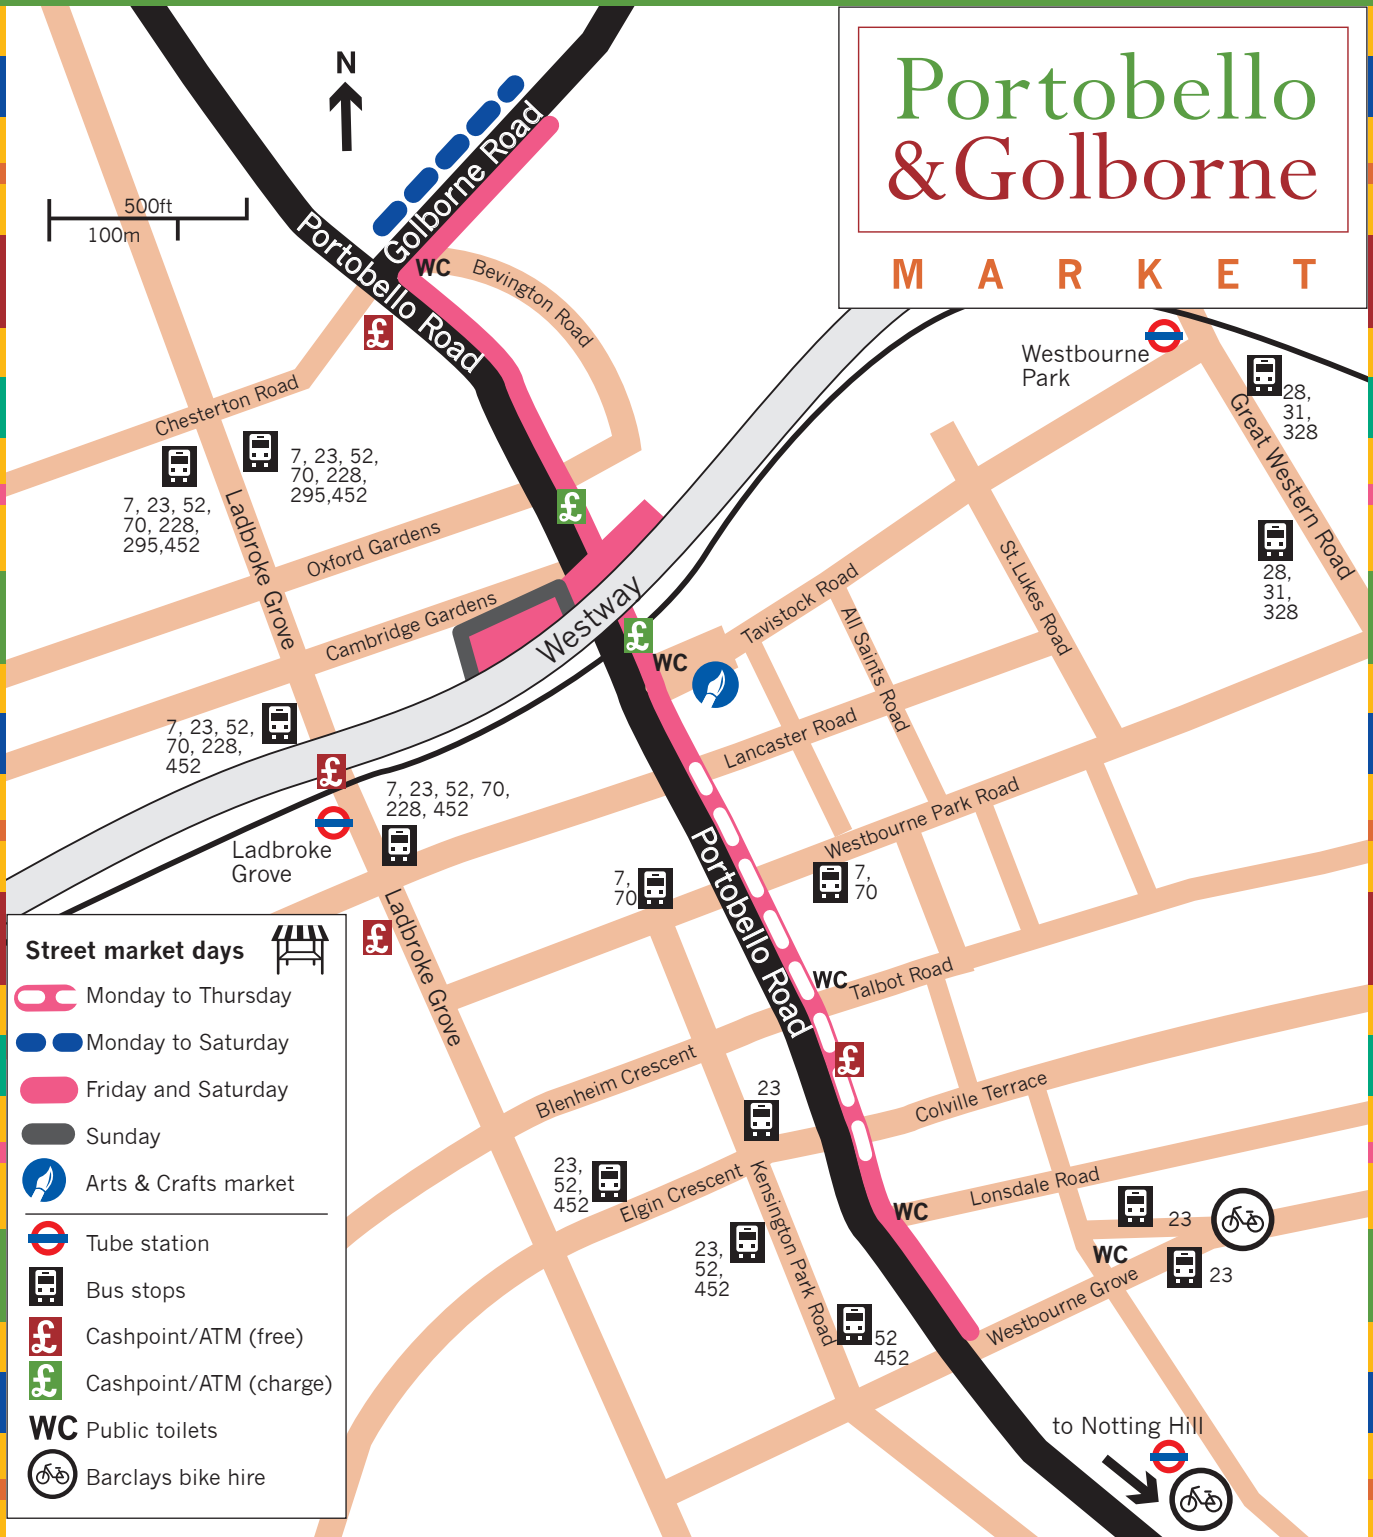 Portobello
&Golborne
MARKET
N
500ft
100m
Golborne Road
Portobello Road
WC
Bevington Road
£
Chesterton Road
7, 23, 52,
70, 228,
295,452
7, 23, 52,
70, 228,
295,452
Ladbroke Grove
Oxford Gardens
Cambridge Gardens
£
Westway
£
WC
Westbourne
Park
28,
31,
328
Great Western Road
28,
31,
328
St.Lukes Road
Tavistock Road
All Saints Road
Lancaster Road
Westbourne Park Road
7, 23, 52,
70, 228,
452
£
7, 23, 52, 70,
228, 452
Ladbroke
Grove
7,
70
7,
70
Portobello Road
£
Ladbroke Grove
WC
Talbot Road
£
Blenheim Crescent
23
Colville Terrace
23,
52,
452
Elgin Crescent
Kensington Park Road
Lonsdale Road
WC
23
WC
23
23,
52,
452
Westbourne Grove
52
452
to Notting Hill
Street market days
Monday to Thursday
Monday to Saturday
Friday and Saturday
Sunday
Arts & Crafts market
Tube station
Bus stops
£ Cashpoint/ATM (free)
£ Cashpoint/ATM (charge)
WC Public toilets
Barclays bike hire